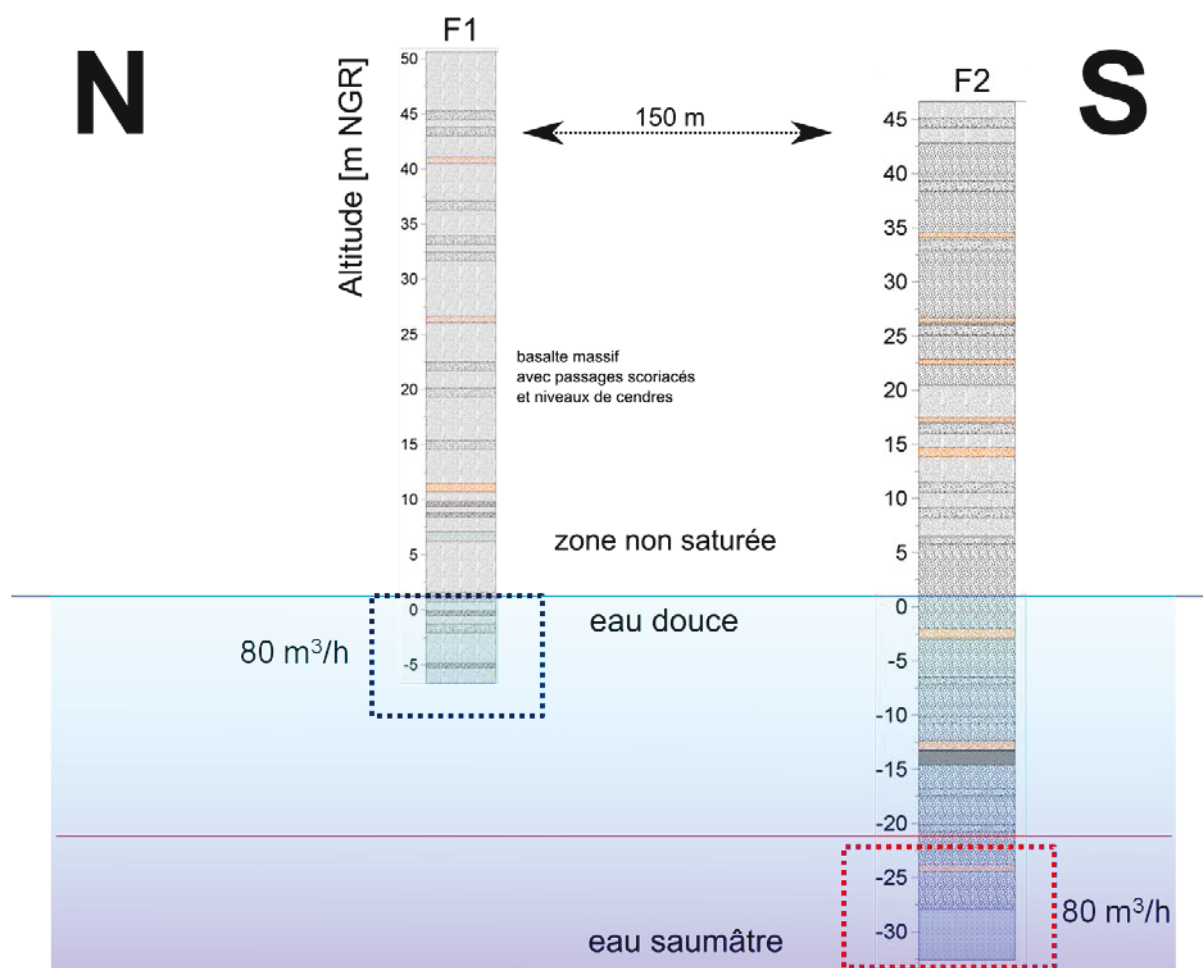 N
F1
F2
S
Altitude [m NGR]
150 m
50
45
40
35
30
25
20
15
10
5
0
-5
45
40
35
30
25
20
15
10
5
0
-5
-10
-15
-20
-25
-30
basalte massif
avec passages scoriacés
et niveaux de cendres
zone non saturée
eau douce
80 m³/h
80 m³/h
eau saumâtre